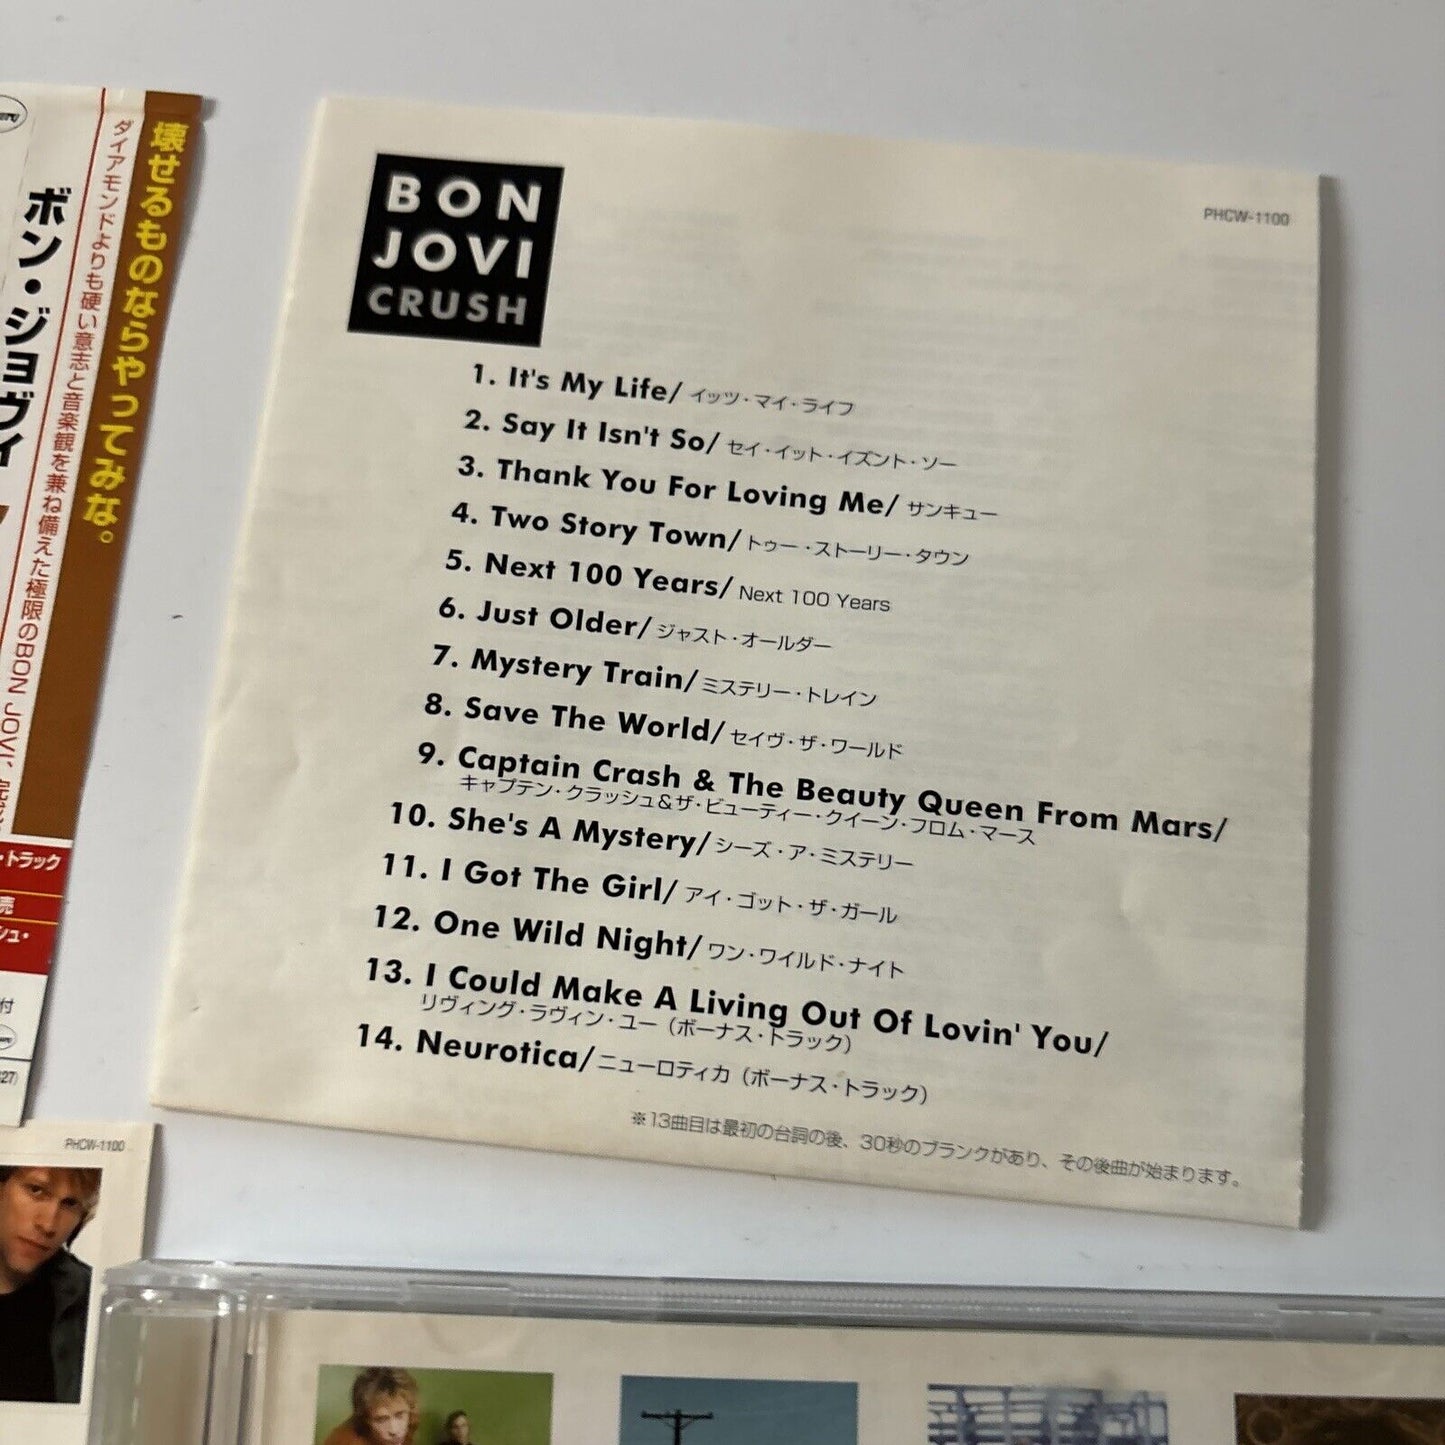 壊せるものならやってみな。
ダイアモンドよりも硬い意志と音楽観を兼ね備えた極限のBON JOVI、
ボン・ジョヴィ
・トラック
売
シュ・
付
BON
JOVI
CRUSH
PHCW-1100
1. It's My Life/ イッツ・マイ・ライフ
2. Say It Isn't So/ セイ・イット・イズント・ソー
3. Thank You For Loving Me/ サンキュー
4. Two Story Town/ トゥー・ストーリー・タウン
5. Next 100 Years/ Next 100 Years
6. Just Older/ ジャスト・オールダー
7. Mystery Train/ ミステリー・トレイン
8. Save The World/ セイヴ・ザ・ワールド
9. Captain Crash & The Beauty Queen From Mars/
キャプテン・クラッシュ&ザ・ビューティー・クイーン・フロム・マース
10. She's A Mystery/ シーズ・ア・ミステリー
11. I Got The Girl/ アイ・ゴット・ザ・ガール
12. One Wild Night/ ワン・ワイルド・ナイト
13. I Could Make A Living Out Of Lovin' You/
リヴィング・ラヴィン・ユー（ボーナス・トラック）
14. Neurotica/ ニューロティカ（ボーナス・トラック）
※13曲目は最初の台詞の後、30秒のブランクがあり、その後曲が始まります。
PHCW-1100